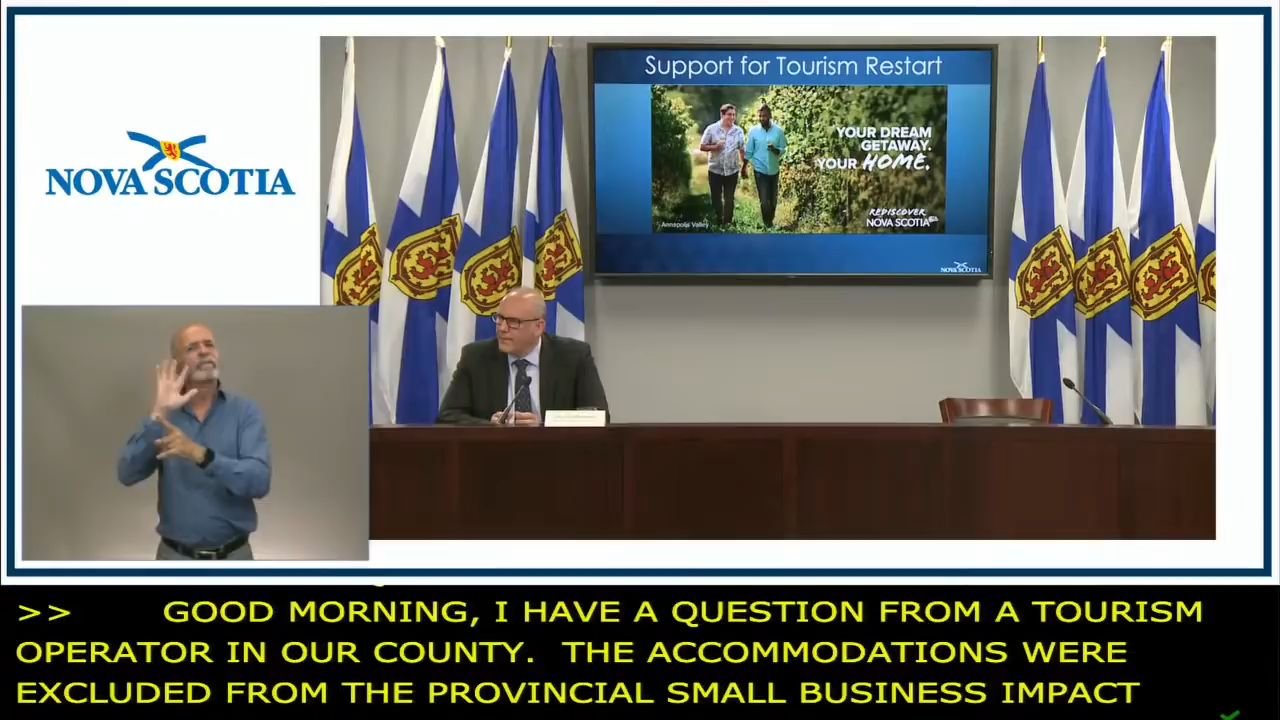 NOVA SCOTIA
Support for Tourism Restart
YOUR DREAM
GETAWAY.
YOUR HOME.
REDISCOVER
NOVA SCOTIA
Annapolis Valley
NOVA SCOTIA
>> GOOD MORNING, I HAVE A QUESTION FROM A TOURISM
OPERATOR IN OUR COUNTY. THE ACCOMMODATIONS WERE
EXCLUDED FROM THE PROVINCIAL SMALL BUSINESS IMPACT